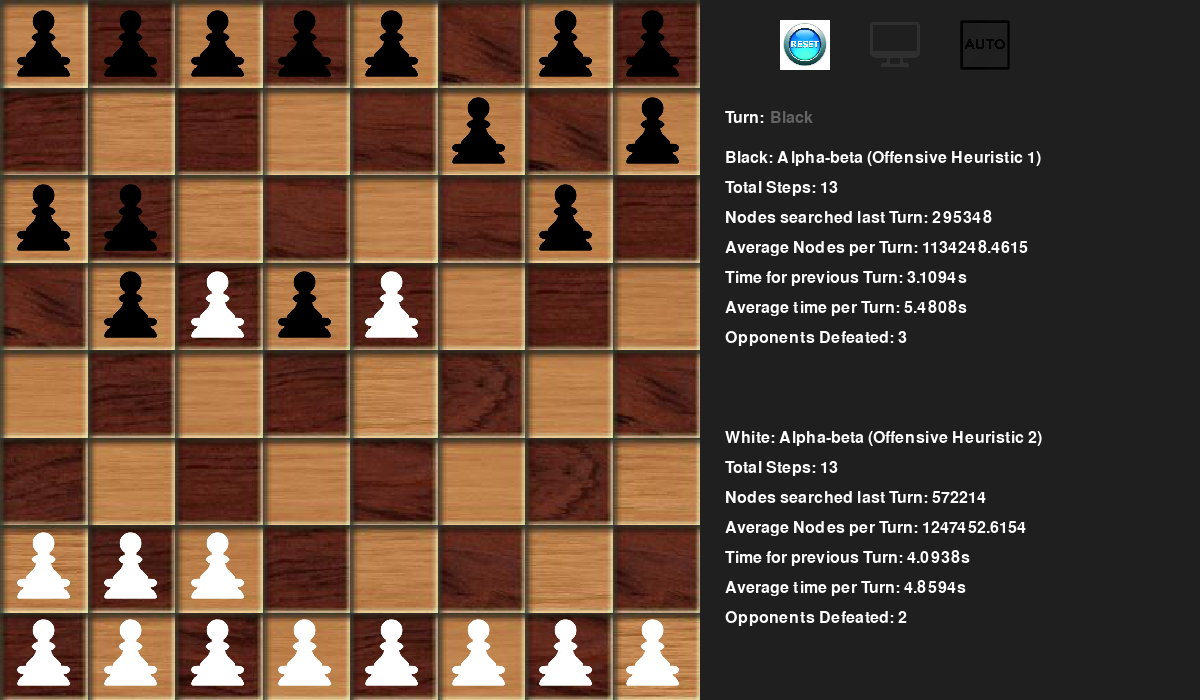 RESET
AUTO
Turn: Black
Black: Alpha-beta (Offensive Heuristic 1)
Total Steps: 13
Nodes searched last Turn: 295348
Average Nodes per Turn: 1134248.4615
Time for previous Turn: 3.1094s
Average time per Turn: 5.4808s
Opponents Defeated: 3
White: Alpha-beta (Offensive Heuristic 2)
Total Steps: 13
Nodes searched last Turn: 572214
Average Nodes per Turn: 1247452.6154
Time for previous Turn: 4.0938s
Average time per Turn: 4.8594s
Opponents Defeated: 2